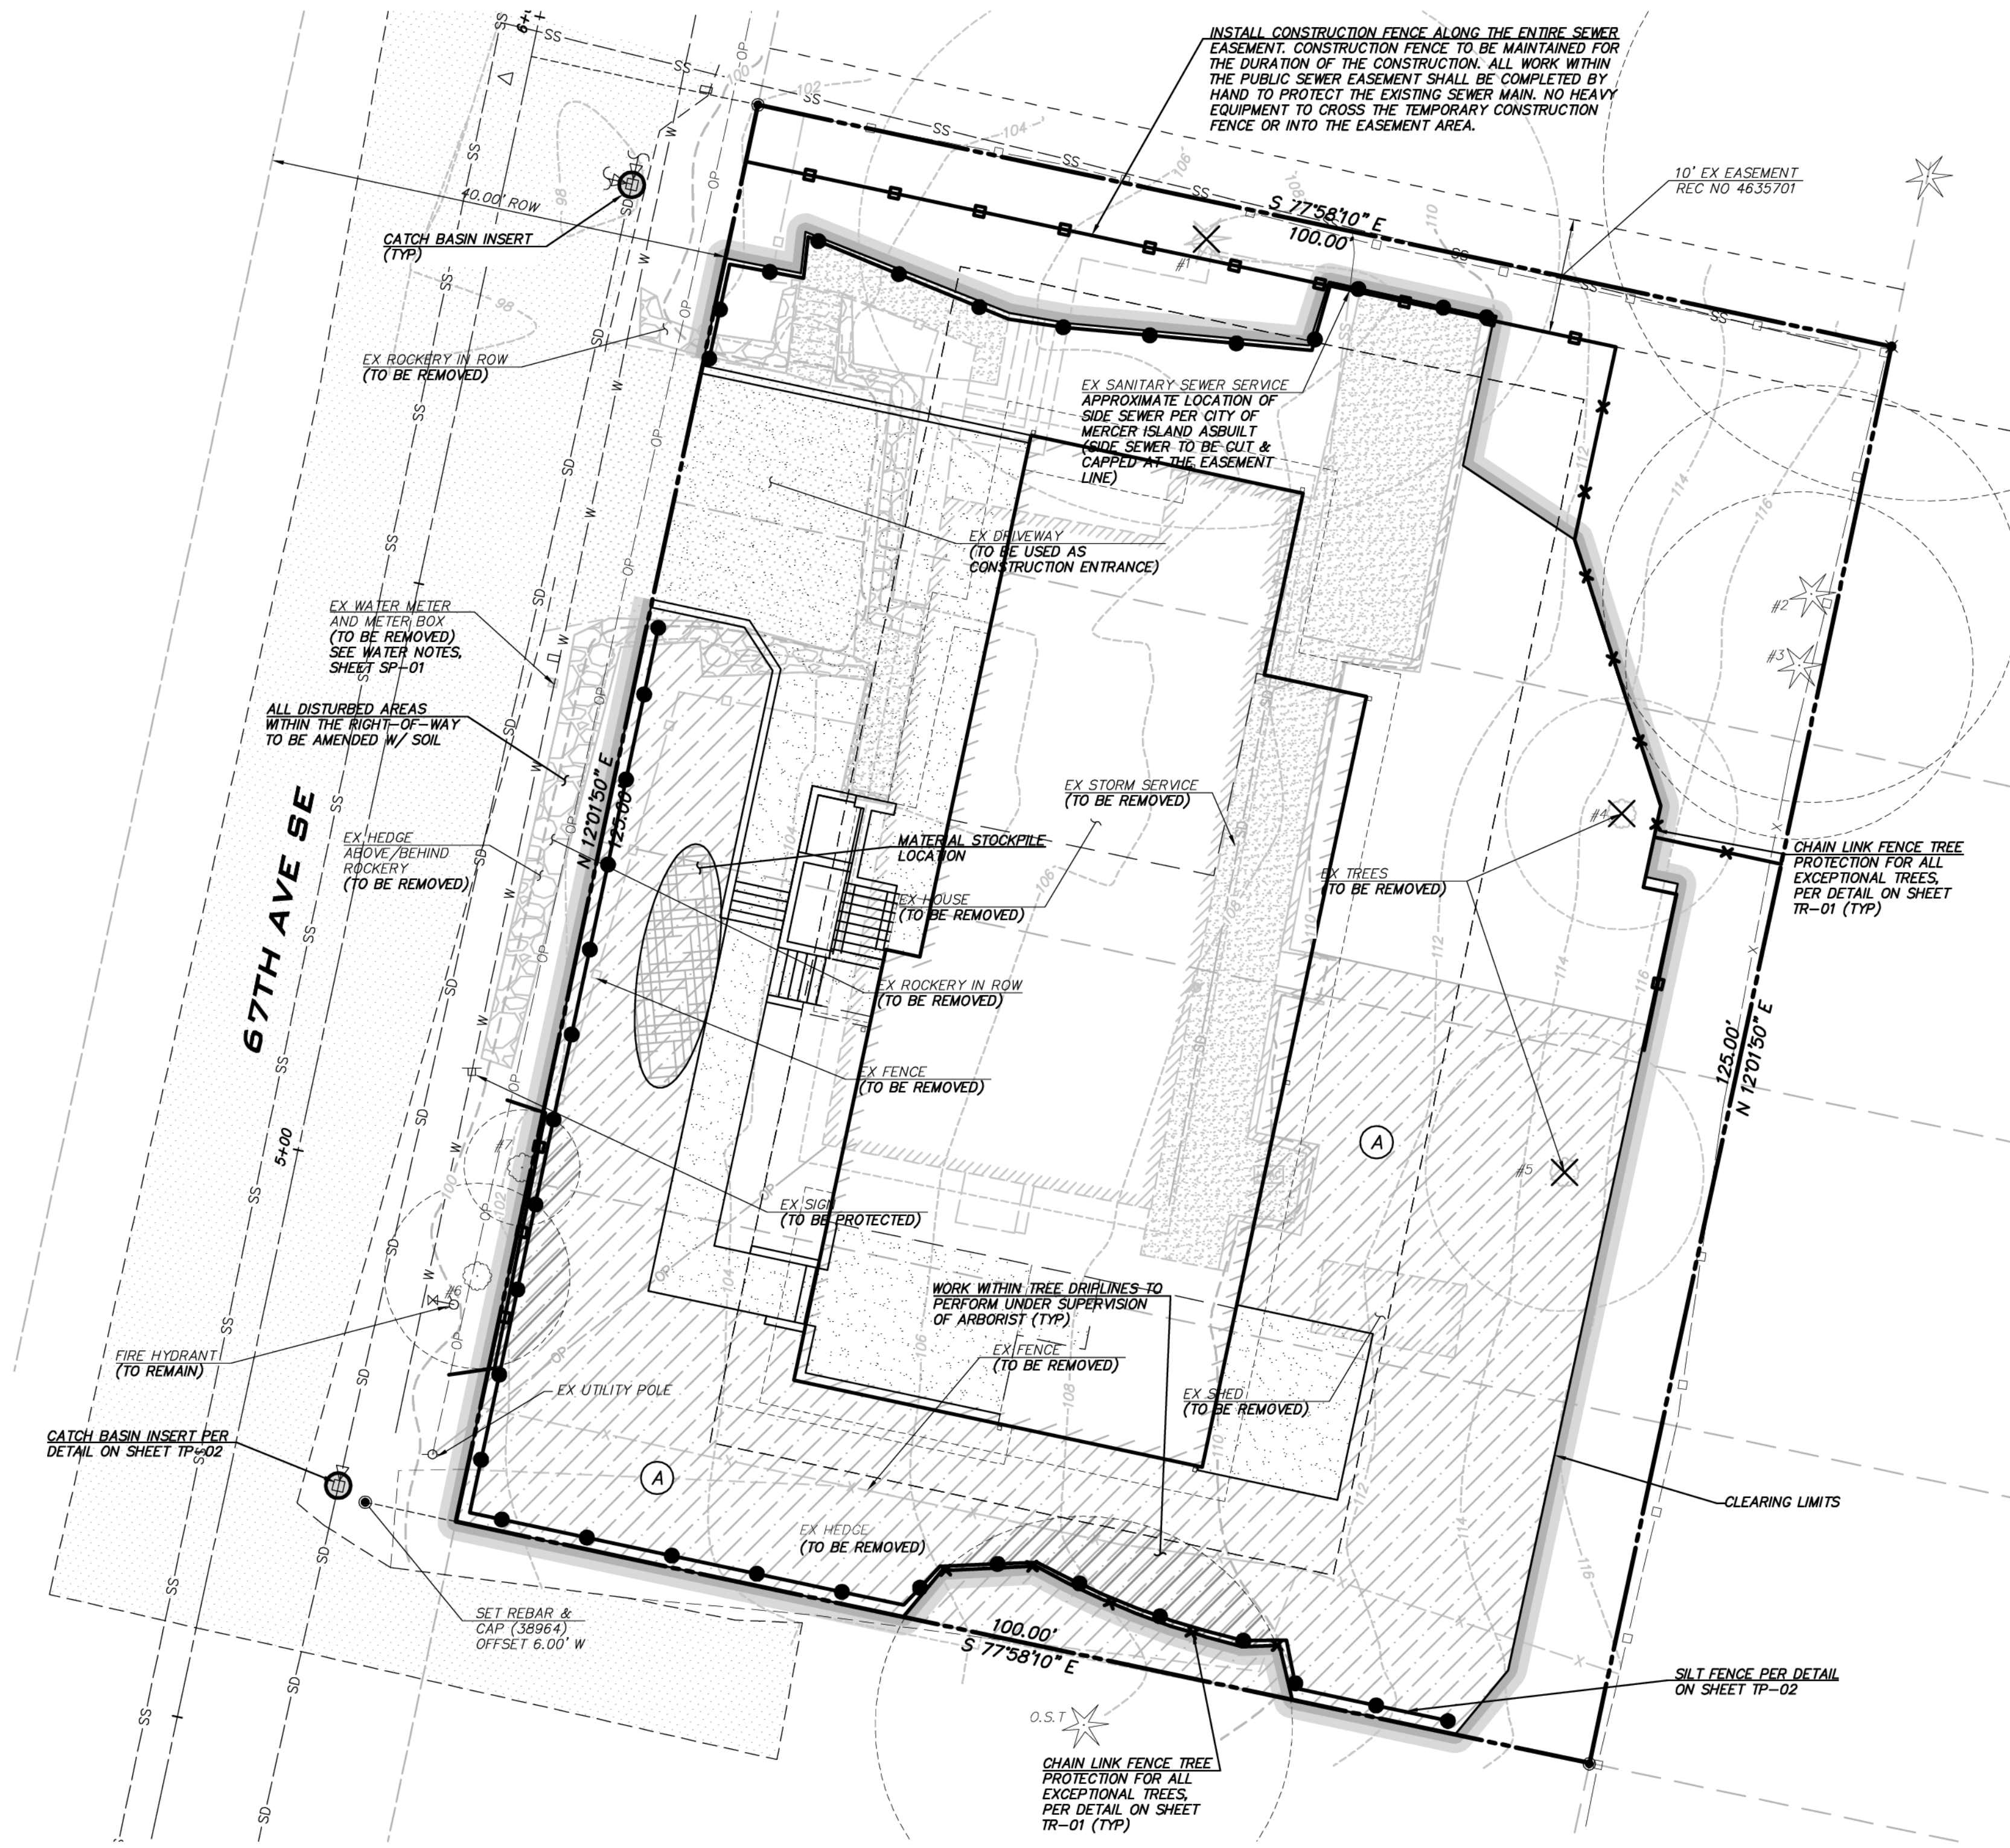 INSTALL CONSTRUCTION FENCE ALONG THE ENTIRE SEWER
EASEMENT. CONSTRUCTION FENCE TO BE MAINTAINED FOR
THE DURATION OF THE CONSTRUCTION. ALL WORK WITHIN
THE PUBLIC SEWER EASEMENT SHALL BE COMPLETED BY
HAND TO PROTECT THE EXISTING SEWER MAIN. NO HEAVY
EQUIPMENT TO CROSS THE TEMPORARY CONSTRUCTION
FENCE OR INTO THE EASEMENT AREA.
10' EX EASEMENT
REC NO 4635701
40.00' ROW
S 77°58'10" E
100.00'
CATCH BASIN INSERT
(TYP)
#1
EX ROCKERY IN ROW
(TO BE REMOVED)
EX SANITARY SEWER SERVICE
APPROXIMATE LOCATION OF
SIDE SEWER PER CITY OF
MERCER ISLAND ASBUILT
(SIDE SEWER TO BE CUT &
CAPPED AT THE EASEMENT
LINE)
EX DRIVEWAY
(TO BE USED AS
CONSTRUCTION ENTRANCE)
EX WATER METER
AND METER BOX
(TO BE REMOVED)
SEE WATER NOTES,
SHEET SP-01
#2
#3
ALL DISTURBED AREAS
WITHIN THE RIGHT-OF-WAY
TO BE AMENDED W/ SOIL
N 12°01'50" E
125.00'
EX STORM SERVICE
(TO BE REMOVED)
#4
EX HEDGE
ABOVE/BEHIND
ROCKERY
(TO BE REMOVED)
MATERIAL STOCKPILE
LOCATION
EX HOUSE
(TO BE REMOVED)
EX TREES
(TO BE REMOVED)
CHAIN LINK FENCE TREE
PROTECTION FOR ALL
EXCEPTIONAL TREES,
PER DETAIL ON SHEET
TR-01 (TYP)
67TH AVE SE
EX ROCKERY IN ROW
(TO BE REMOVED)
EX FENCE
(TO BE REMOVED)
125.00'
N 12°01'50" E
5+00
#7
A
#5
EX SIGN
(TO BE PROTECTED)
#6
WORK WITHIN TREE DRIPLINES TO
PERFORM UNDER SUPERVISION
OF ARBORIST (TYP)
FIRE HYDRANT
(TO REMAIN)
EX FENCE
(TO BE REMOVED)
EX UTILITY POLE
EX SHED
(TO BE REMOVED)
CATCH BASIN INSERT PER
DETAIL ON SHEET TP-02
A
CLEARING LIMITS
EX HEDGE
(TO BE REMOVED)
SET REBAR &
CAP (38964)
OFFSET 6.00' W
100.00'
S 77°58'10" E
SILT FENCE PER DETAIL
ON SHEET TP-02
O.S.T
CHAIN LINK FENCE TREE
PROTECTION FOR ALL
EXCEPTIONAL TREES,
PER DETAIL ON SHEET
TR-01 (TYP)